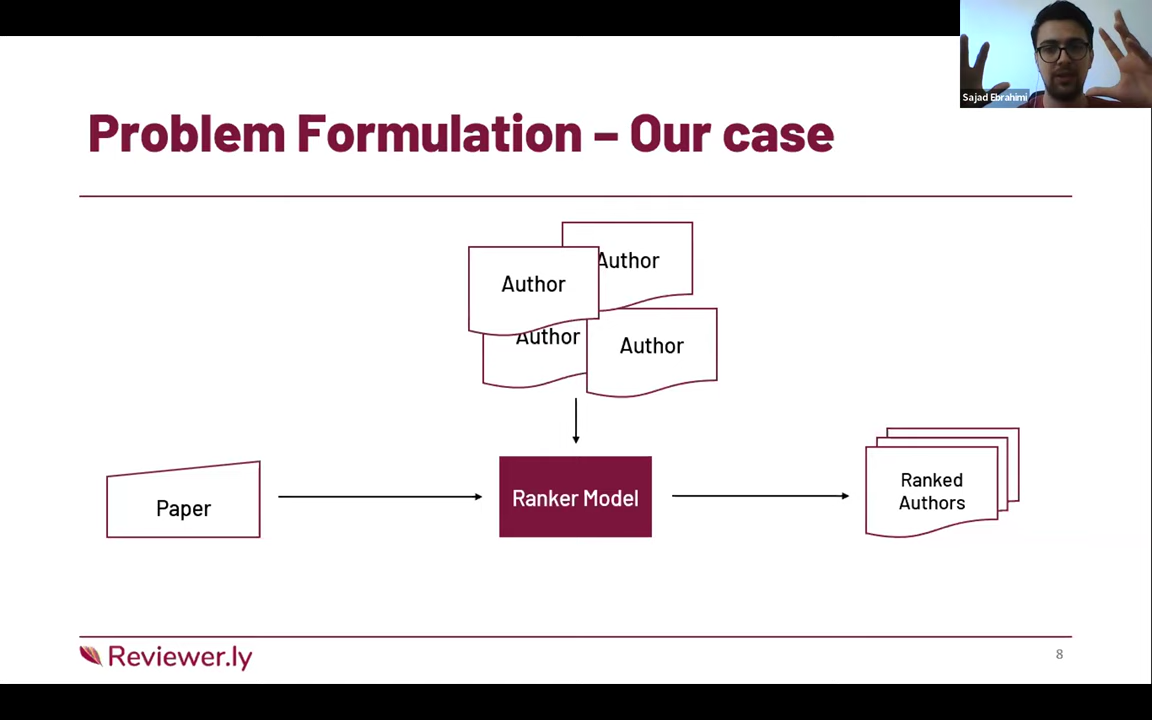 Sajad Ebrahimi
Problem Formulation – Our case
Author
Author
Author
Author
Paper
Ranker Model
Ranked
Authors
Reviewer.ly
8